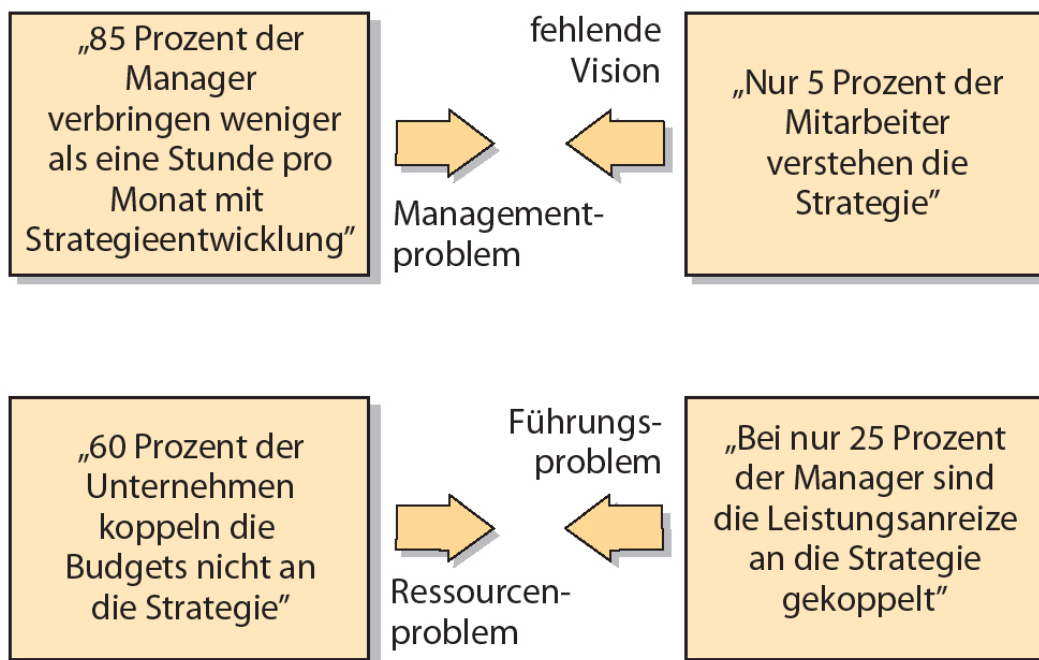 „85 Prozent der
Manager
verbringen weniger
als eine Stunde pro
Monat mit
Strategieentwicklung”
Management-
problem
fehlende
Vision
„Nur 5 Prozent der
Mitarbeiter
verstehen die
Strategie”
„60 Prozent der
Unternehmen
koppeln die
Budgets nicht an
die Strategie”
Ressourcen-
problem
Führungs-
problem
„Bei nur 25 Prozent
der Manager sind
die Leistungsanreize
an die Strategie
gekoppelt”